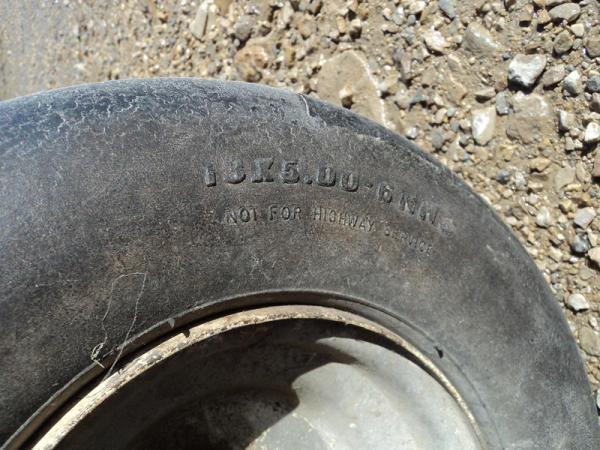 13X5.00-6NHS
NOT FOR HIGHWAY SERVICE